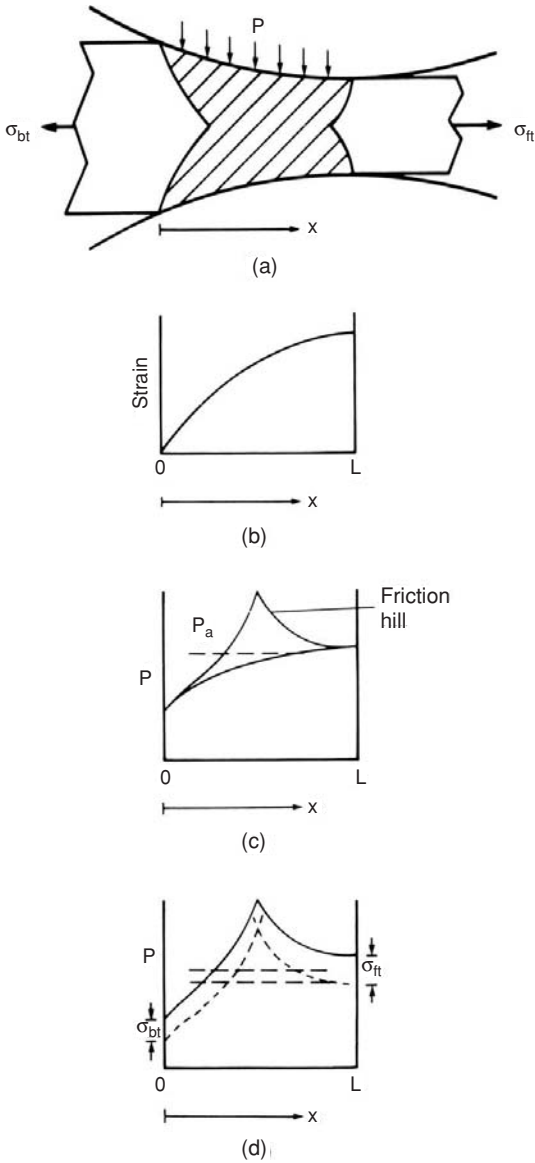 P
σbt
σft
x
(a)
Strain
0
L
x
(b)
Friction
hill
Pa
P
0
L
x
(c)
P
σft
σbt
0
L
x
(d)